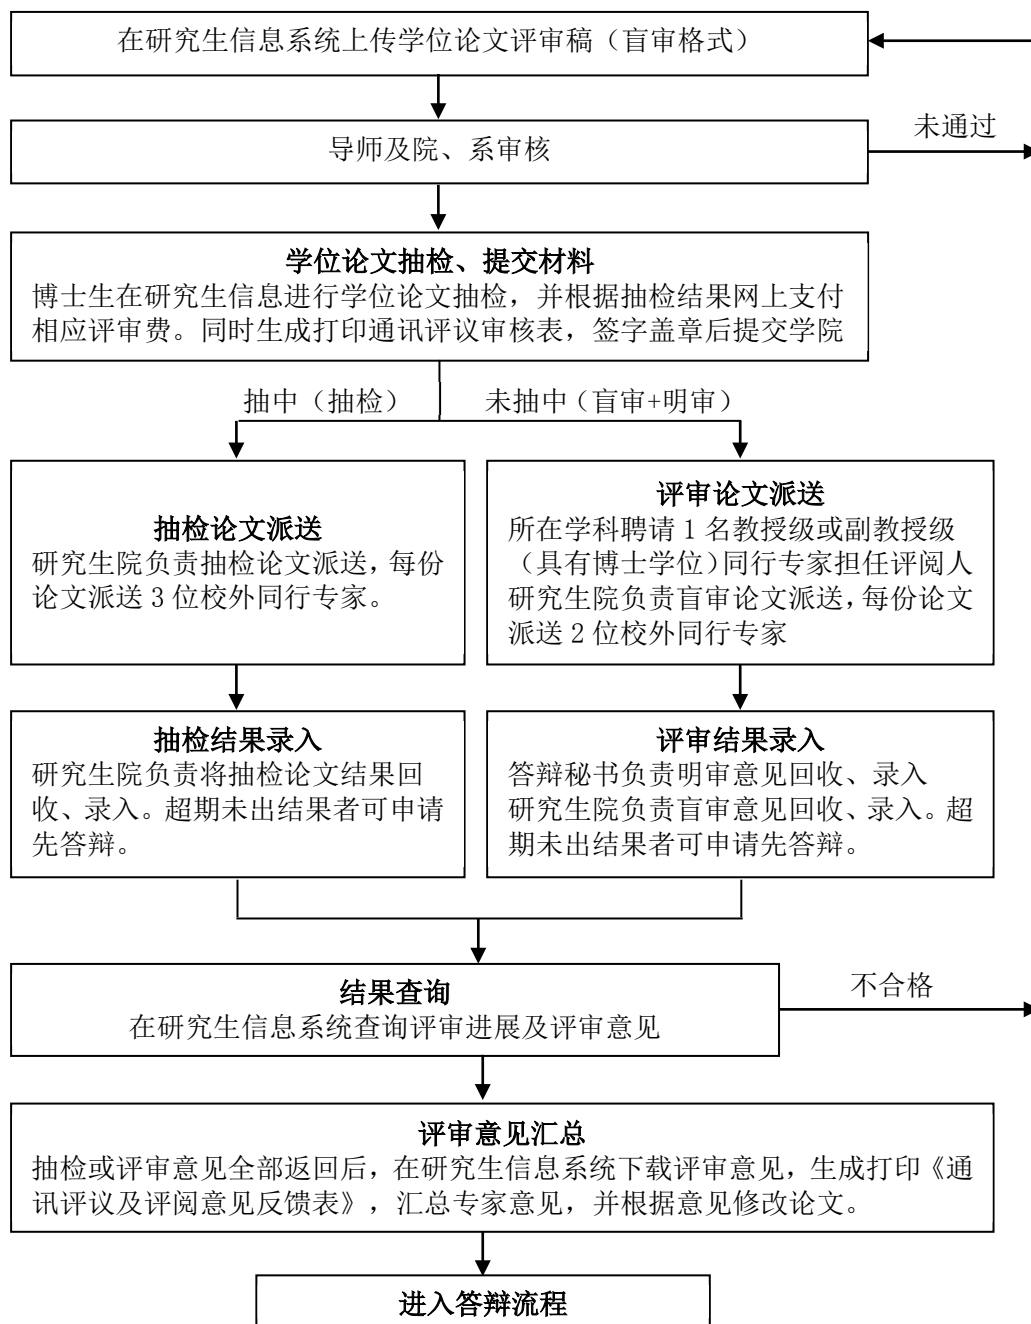 在研究生信息系统上传学位论文评审稿（盲审格式）
导师及院、系审核
未通过
学位论文抽检、提交材料
博士生在研究生信息进行学位论文抽检，并根据抽检结果网上支付
相应评审费。同时生成打印通讯评议审核表，签字盖章后提交学院
抽中（抽检）
未抽中（盲审+明审）
抽检论文派送
研究生院负责抽检论文派送，每份
论文派送 3 位校外同行专家。
评审论文派送
所在学科聘请 1 名教授级或副教授级
（具有博士学位）同行专家担任评阅人
研究生院负责盲审论文派送，每份论文
派送 2 位校外同行专家
抽检结果录入
研究生院负责将抽检论文结果回
收、录入。超期未出结果者可申请
先答辩。
评审结果录入
答辩秘书负责明审意见回收、录入
研究生院负责盲审意见回收、录入。超
期未出结果者可申请先答辩。
结果查询
在研究生信息系统查询评审进展及评审意见
不合格
评审意见汇总
抽检或评审意见全部返回后，在研究生信息系统下载评审意见，生成打印《通
讯评议及评阅意见反馈表》，汇总专家意见，并根据意见修改论文。
进入答辩流程